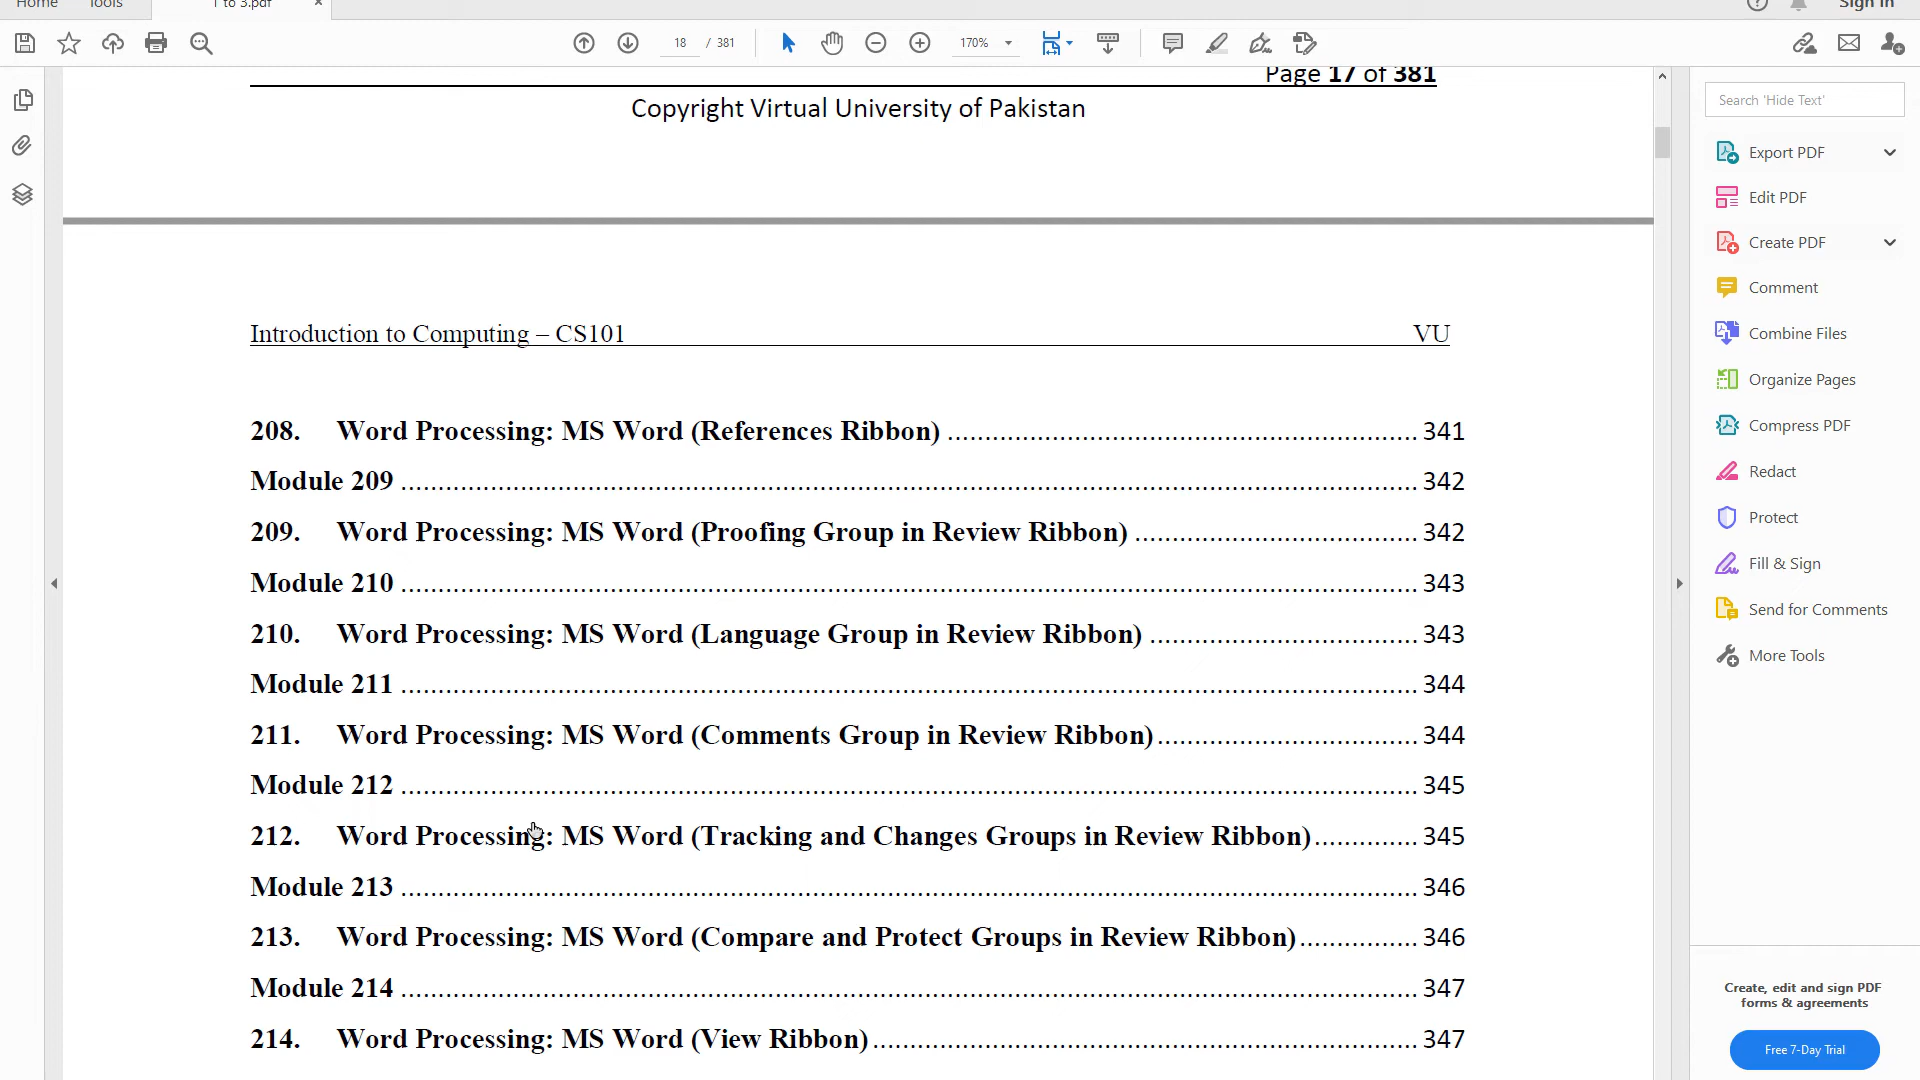 Home Tools 1 to 3.pdf × Sign In
18 / 381 170%
Page 17 of 381
Copyright Virtual University of Pakistan
Introduction to Computing – CS101 VU
208. Word Processing: MS Word (References Ribbon) 341
Module 209 342
209. Word Processing: MS Word (Proofing Group in Review Ribbon) 342
Module 210 343
210. Word Processing: MS Word (Language Group in Review Ribbon) 343
Module 211 344
211. Word Processing: MS Word (Comments Group in Review Ribbon) 344
Module 212 345
212. Word Processing: MS Word (Tracking and Changes Groups in Review Ribbon) 345
Module 213 346
213. Word Processing: MS Word (Compare and Protect Groups in Review Ribbon) 346
Module 214 347
214. Word Processing: MS Word (View Ribbon) 347
Search 'Hide Text'
Export PDF
Edit PDF
Create PDF
Comment
Combine Files
Organize Pages
Compress PDF
Redact
Protect
Fill & Sign
Send for Comments
More Tools
Create, edit and sign PDF
forms & agreements
Free 7-Day Trial